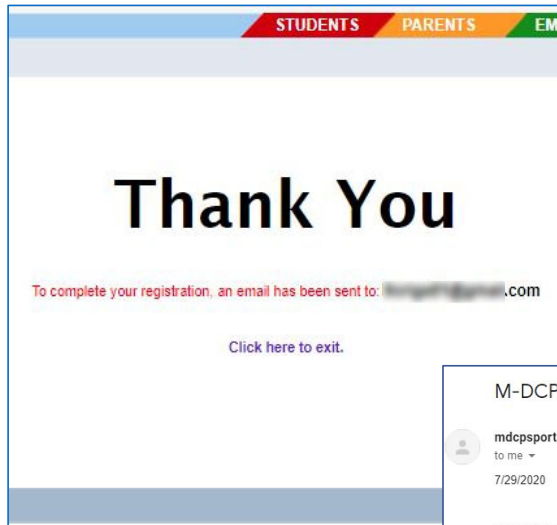 STUDENTS PARENTS EM
Thank You
To complete your registration, an email has been sent to: .com
Click here to exit.
M-DCP
mdcpsport
to me
7/29/2020